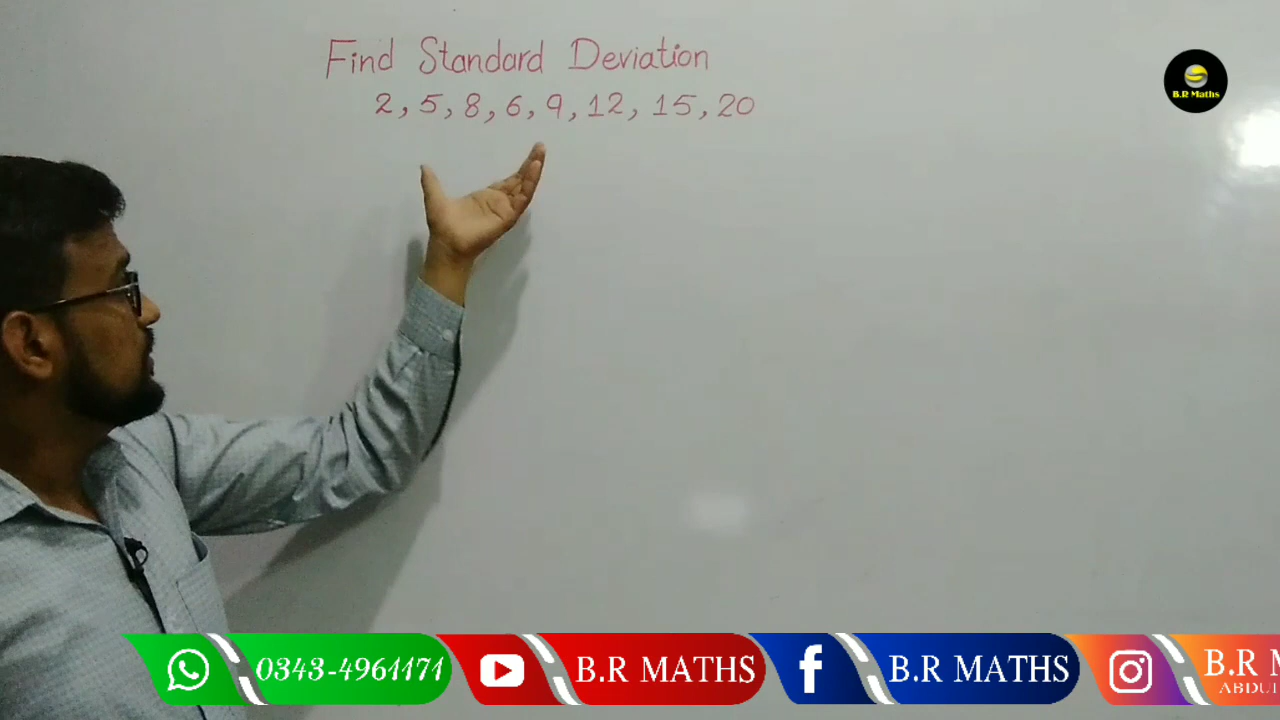 Find Standard Deviation
2, 5, 8, 6, 9, 12, 15, 20
B.R Maths
0343-4961171
B.R MATHS
B.R MATHS
B.R